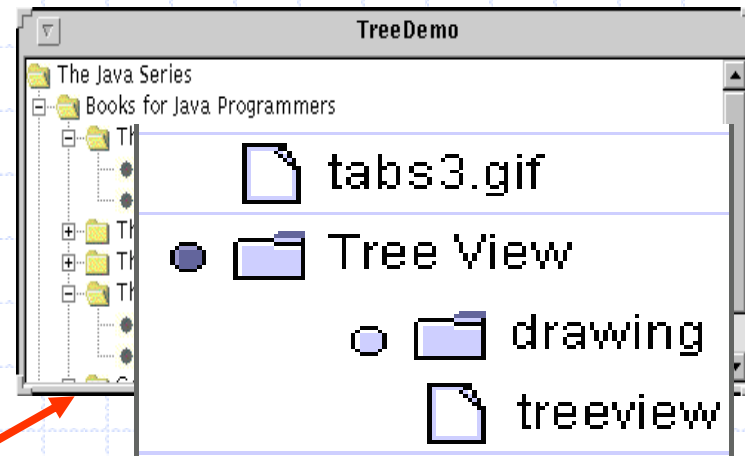 TreeDemo
The Java Series
Books for Java Programmers
tabs3.gif
Tree View
drawing
treeview